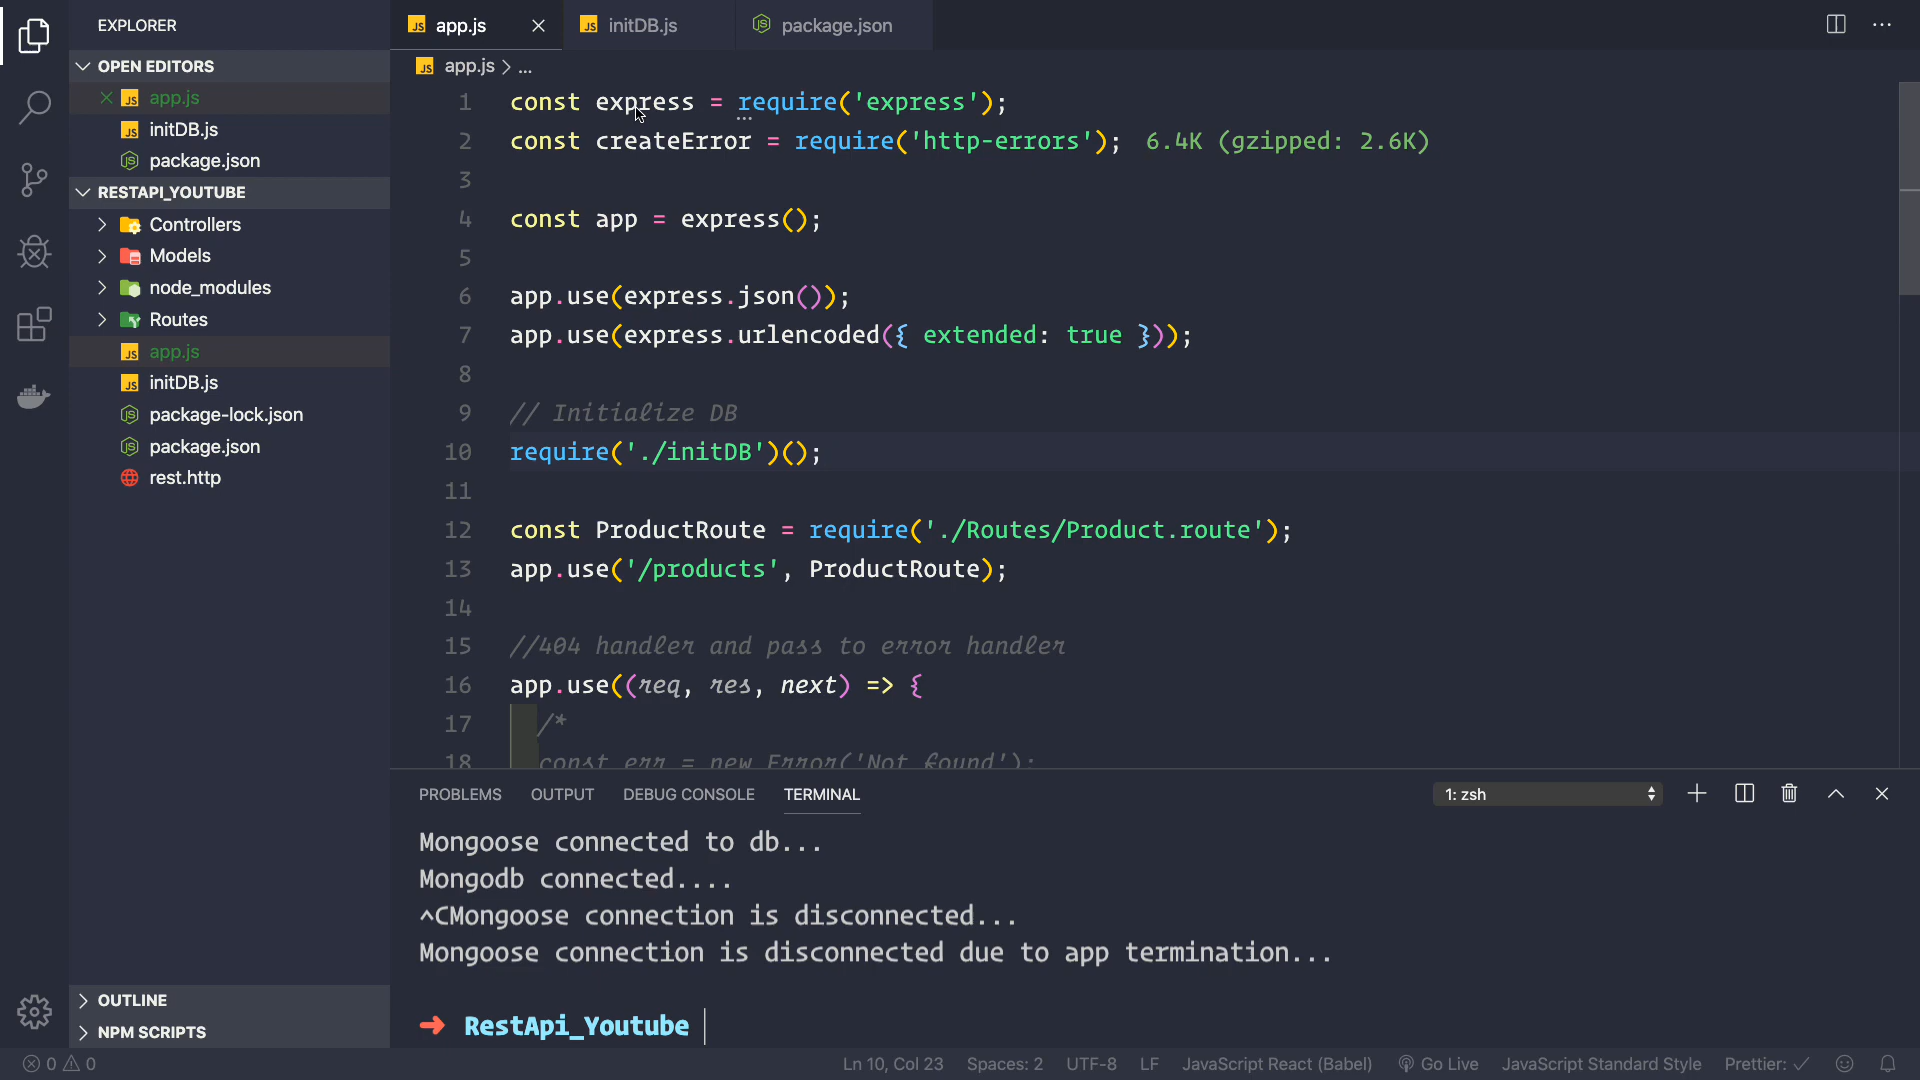 EXPLORER
OPEN EDITORS
app.js
initDB.js
package.json
RESTAPI_YOUTUBE
Controllers
Models
node_modules
Routes
app.js
initDB.js
package-lock.json
package.json
rest.http
OUTLINE
NPM SCRIPTS
app.js
initDB.js
package.json
app.js > ...
1 const express = require('express');
2 const createError = require('http-errors'); 6.4K (gzipped: 2.6K)
3
4 const app = express();
5
6 app.use(express.json());
7 app.use(express.urlencoded({ extended: true }));
8
9 // Initialize DB
10 require('./initDB')();
11
12 const ProductRoute = require('./Routes/Product.route');
13 app.use('/products', ProductRoute);
14
15 //404 handler and pass to error handler
16 app.use((req, res, next) => {
17 /*
18 const err = new Error('Not found');
PROBLEMS OUTPUT DEBUG CONSOLE TERMINAL 1: zsh
Mongoose connected to db...
Mongodb connected....
^CMongoose connection is disconnected...
Mongoose connection is disconnected due to app termination...
➜ RestApi_Youtube
0 0 Ln 10, Col 23 Spaces: 2 UTF-8 LF JavaScript React (Babel) Go Live JavaScript Standard Style Prettier: ✓